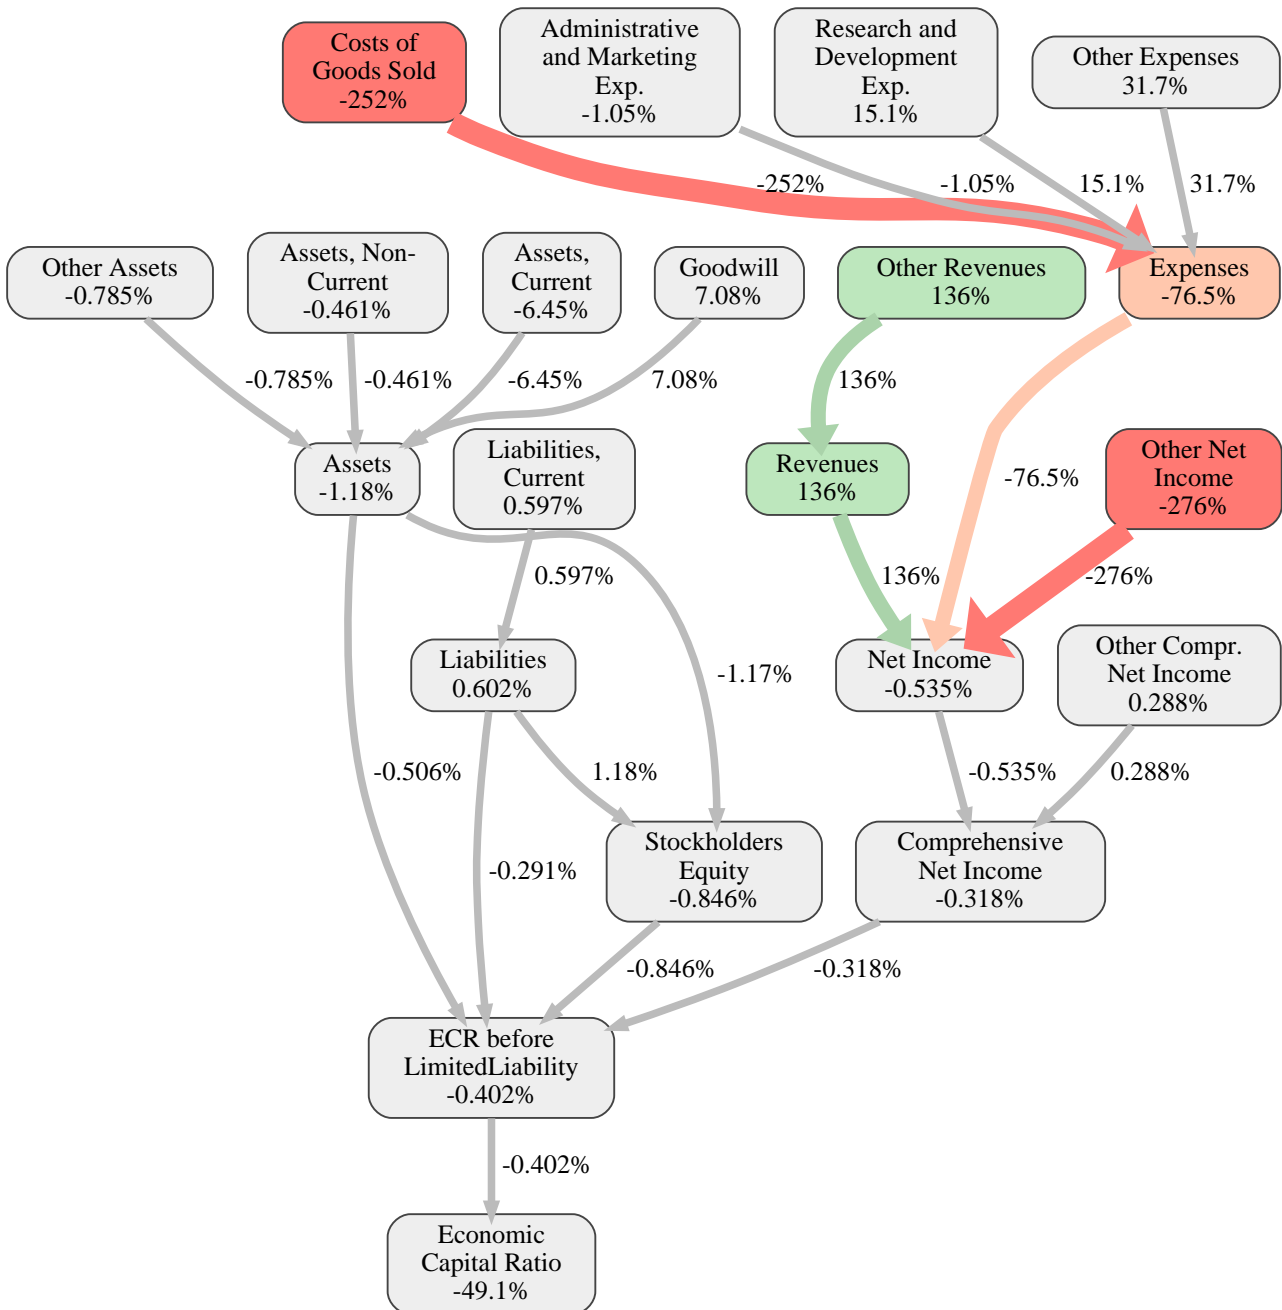 Costs of
Goods Sold
-252%
Administrative
and Marketing
Exp.
-1.05%
Research and
Development
Exp.
15.1%
Other Expenses
31.7%
-252%
-1.05%
15.1%
31.7%
Other Assets
-0.785%
Assets, Non-
Current
-0.461%
Assets,
Current
-6.45%
Goodwill
7.08%
Other Revenues
136%
Expenses
-76.5%
-0.785%
-0.461%
-6.45%
7.08%
136%
Assets
-1.18%
Liabilities,
Current
0.597%
Revenues
136%
-76.5%
Other Net
Income
-276%
0.597%
136%
-276%
Liabilities
0.602%
-1.17%
Net Income
-0.535%
Other Compr.
Net Income
0.288%
-0.506%
1.18%
-0.535%
0.288%
-0.291%
Stockholders
Equity
-0.846%
Comprehensive
Net Income
-0.318%
-0.846%
-0.318%
ECR before
LimitedLiability
-0.402%
-0.402%
Economic
Capital Ratio
-49.1%